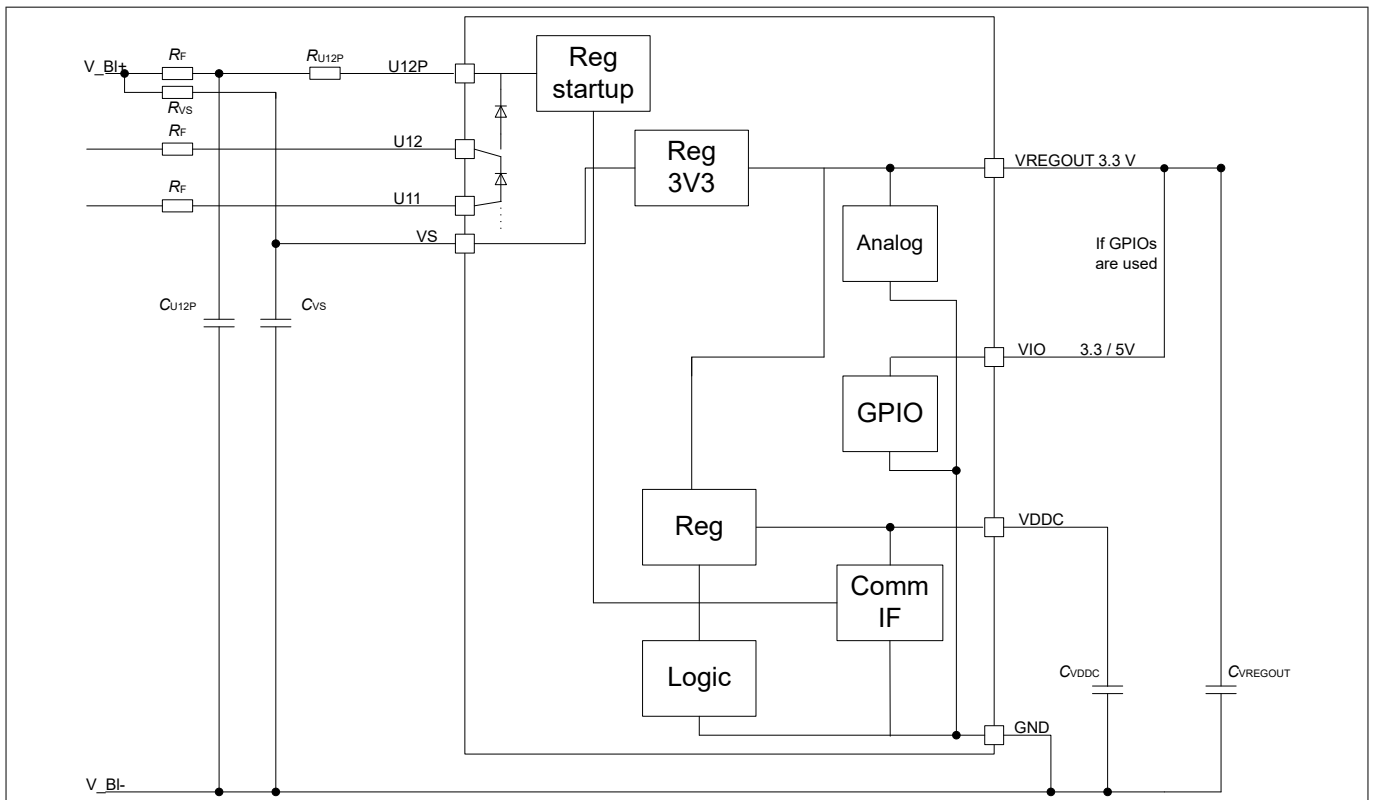 RF
RU12P
Reg
startup
V_BI+
U12P
RVS
RF
U12
Reg
3V3
VREGOUT 3.3 V
RF
U11
VS
Analog
If GPIOs
are used
CU12P
CVS
VIO
3.3 / 5V
GPIO
Reg
VDDC
Comm
IF
Logic
CVDDC
CVREGOUT
GND
V_BI-